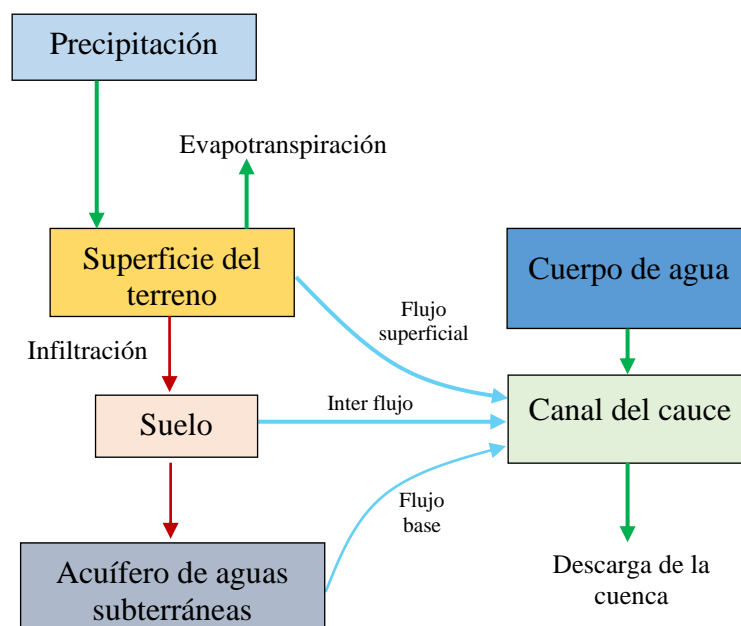 Precipitación
Evapotranspiración
Superficie del
terreno
Cuerpo de agua
Flujo
superficial
Infiltración
Inter flujo
Suelo
Canal del cauce
Flujo
base
Acuífero de aguas
subterráneas
Descarga de la
cuenca